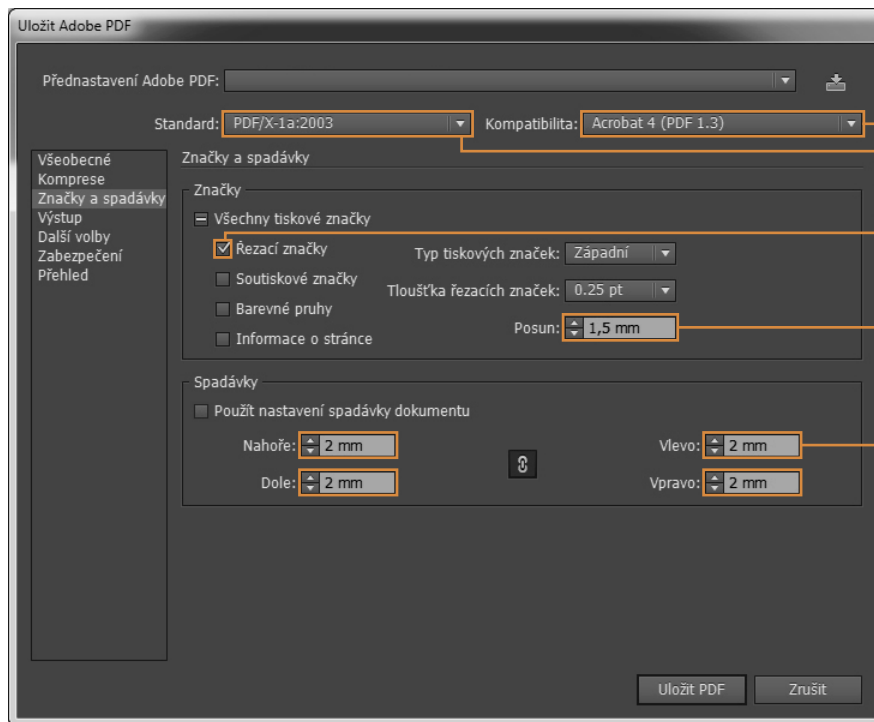 Uložit Adobe PDF
Přednastavení Adobe PDF:
Standard: PDF/X-1a:2003 Kompatibilita: Acrobat 4 (PDF 1.3)
Všeobecné
Komprese
Značky a spadávky
Výstup
Další volby
Zabezpečení
Přehled
Značky a spadávky
Značky
Všechny tiskové značky
Řezací značky Typ tiskových značek: Západní
Soutiskové značky Tloušťka řezacích značek: 0.25 pt
Barevné pruhy Posun: 1,5 mm
Informace o stránce
Spadávky
Použít nastavení spadávky dokumentu
Nahoře: 2 mm Vlevo: 2 mm
Dole: 2 mm Vpravo: 2 mm
Uložit PDF Zrušit